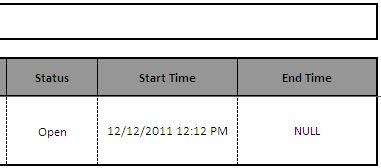 Status Start Time End Time
Open 12/12/2011 12:12 PM NULL